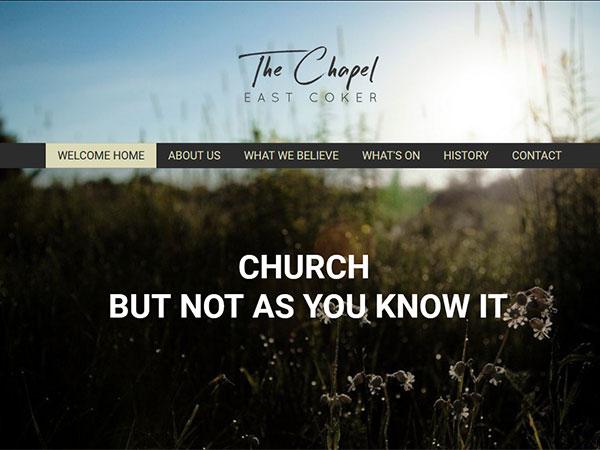 The Chapel
EAST COKER
WELCOME HOME ABOUT US WHAT WE BELIEVE WHAT'S ON HISTORY CONTACT
CHURCH
BUT NOT AS YOU KNOW IT